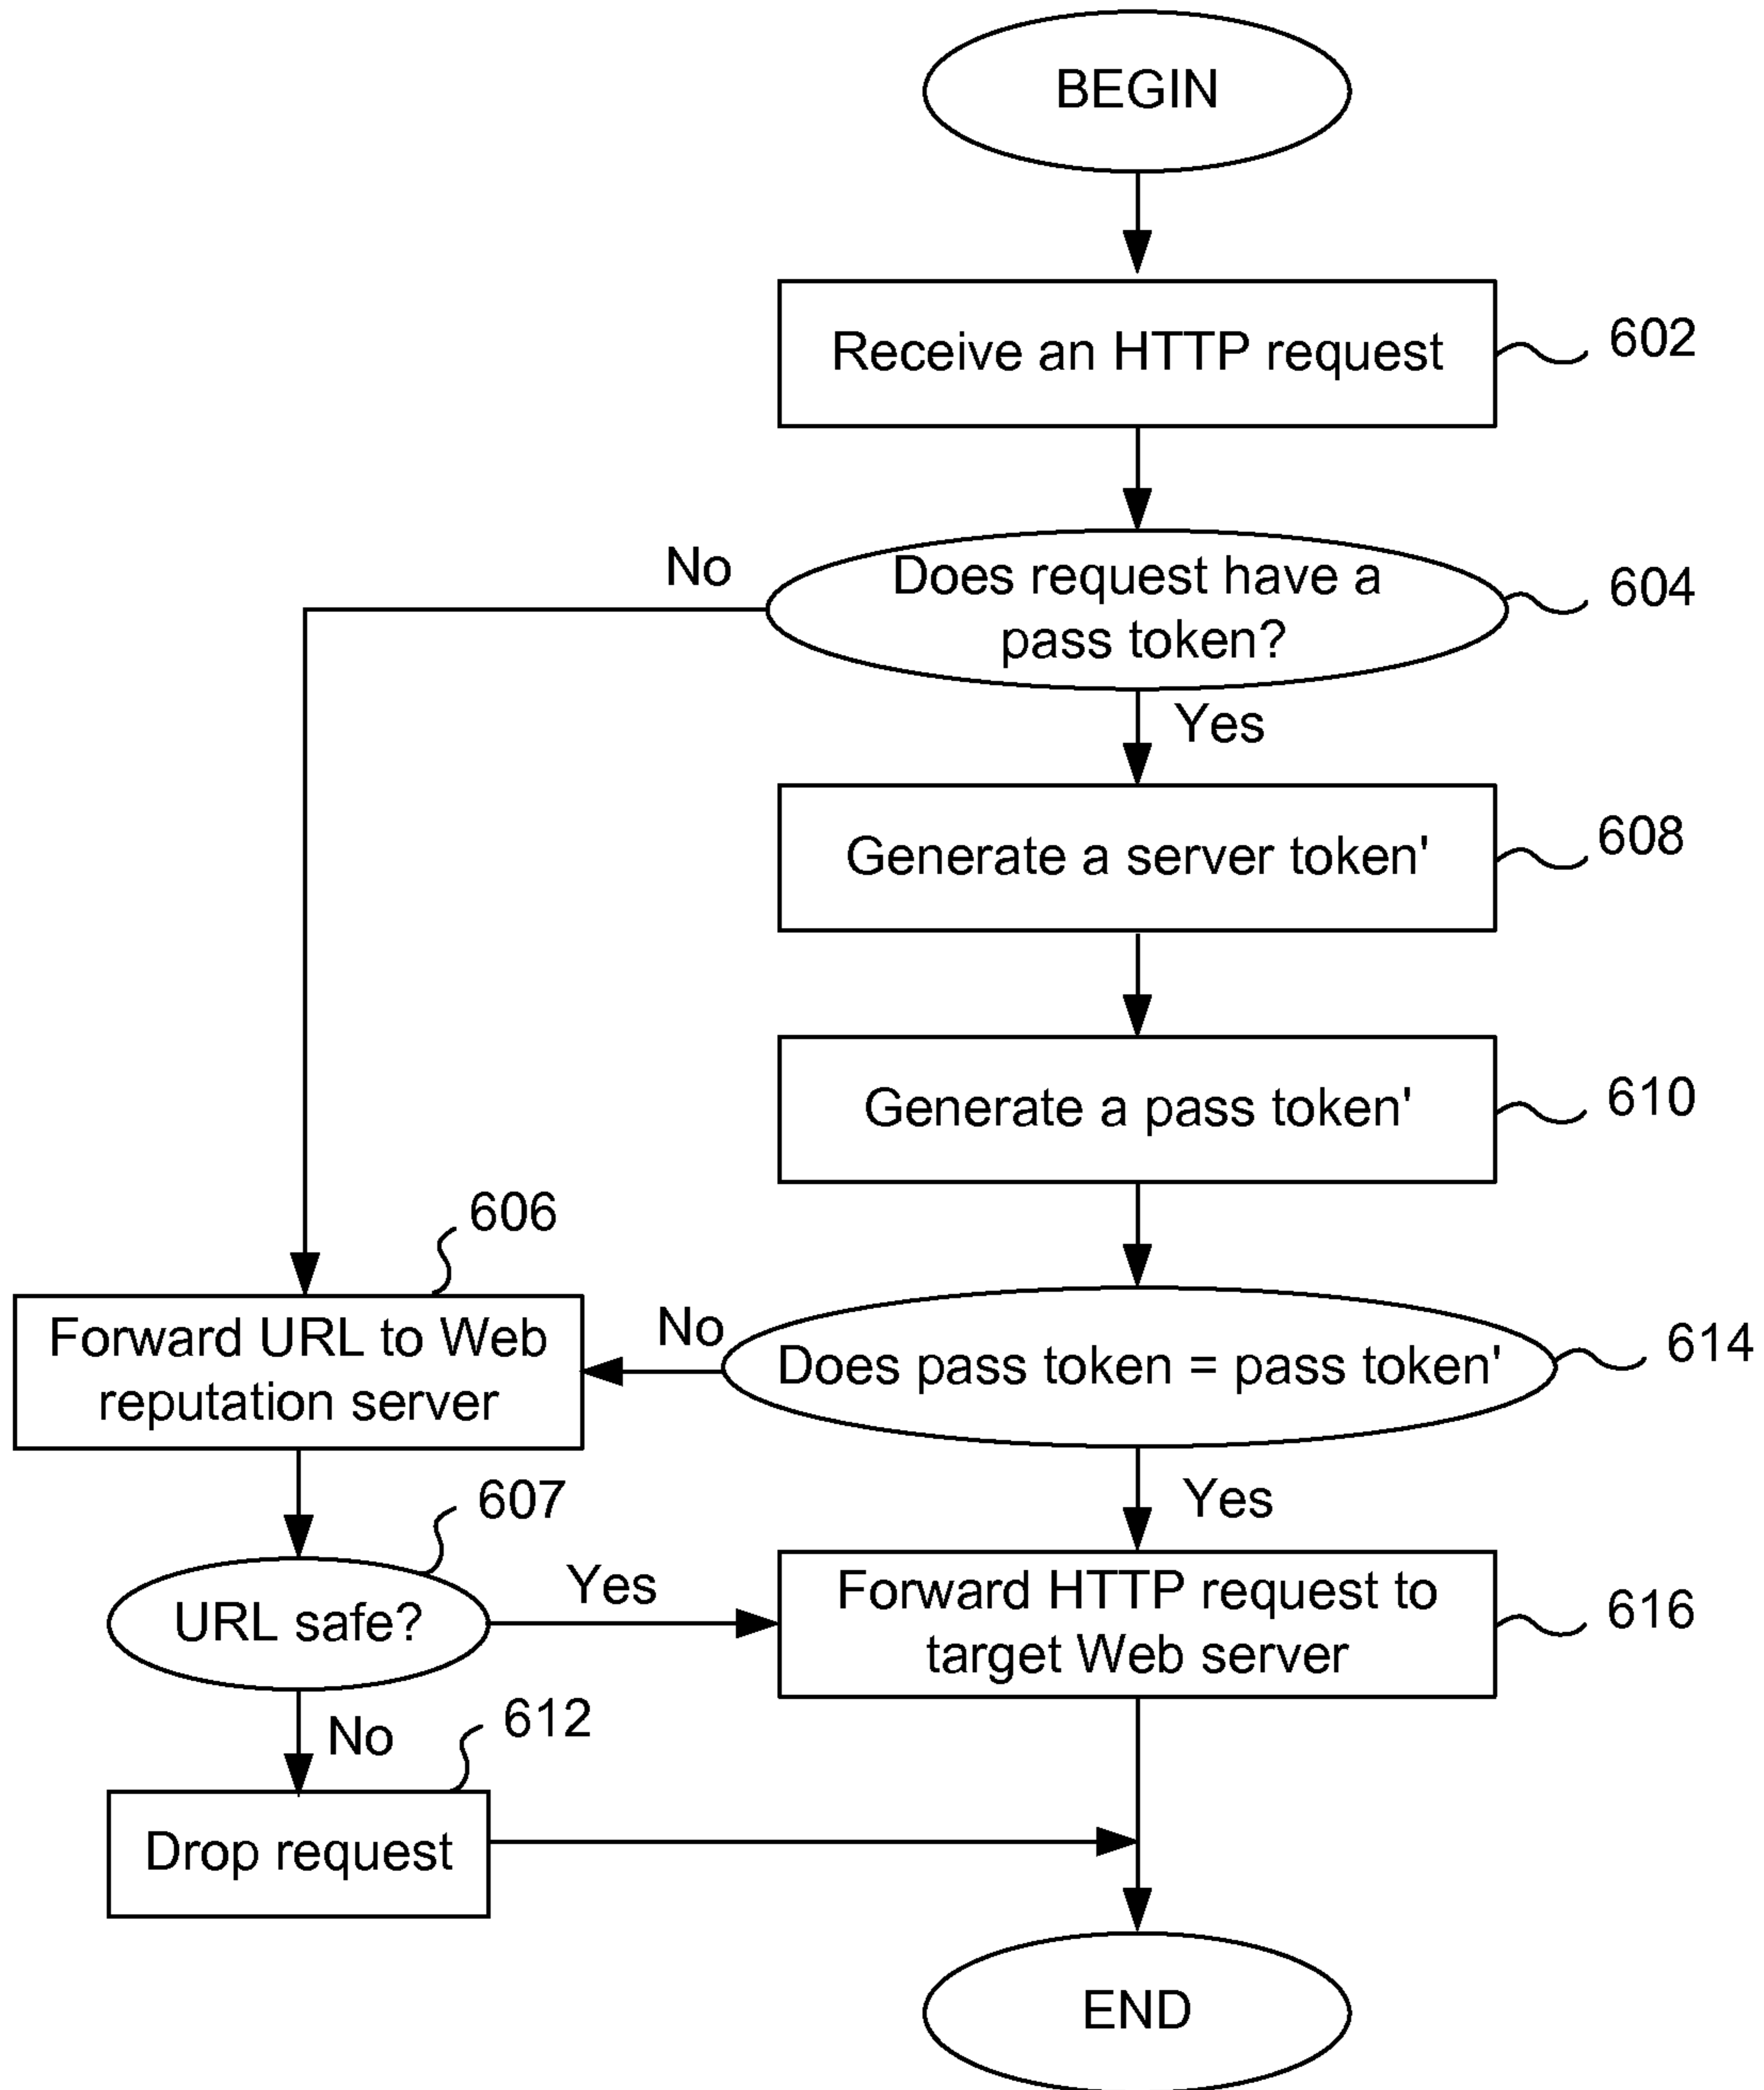 BEGIN
Receive an HTTP request
602
No
Does request have a
pass token?
604
Yes
Generate a server token'
608
Generate a pass token'
610
606
Forward URL to Web
reputation server
No
Does pass token = pass token'
614
607
Yes
URL safe?
Yes
Forward HTTP request to
target Web server
616
No
612
Drop request
END